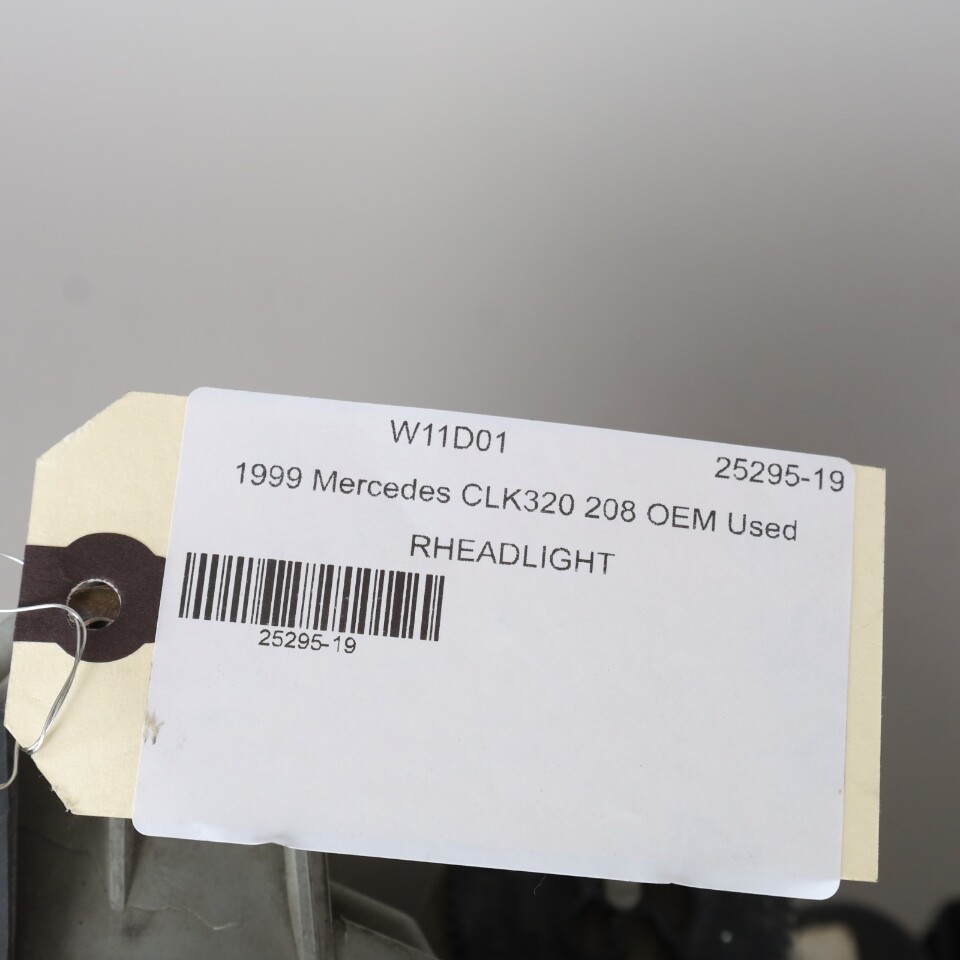 W11D01
25295-19
1999 Mercedes CLK320 208 OEM Used
RHEADLIGHT
25295-19